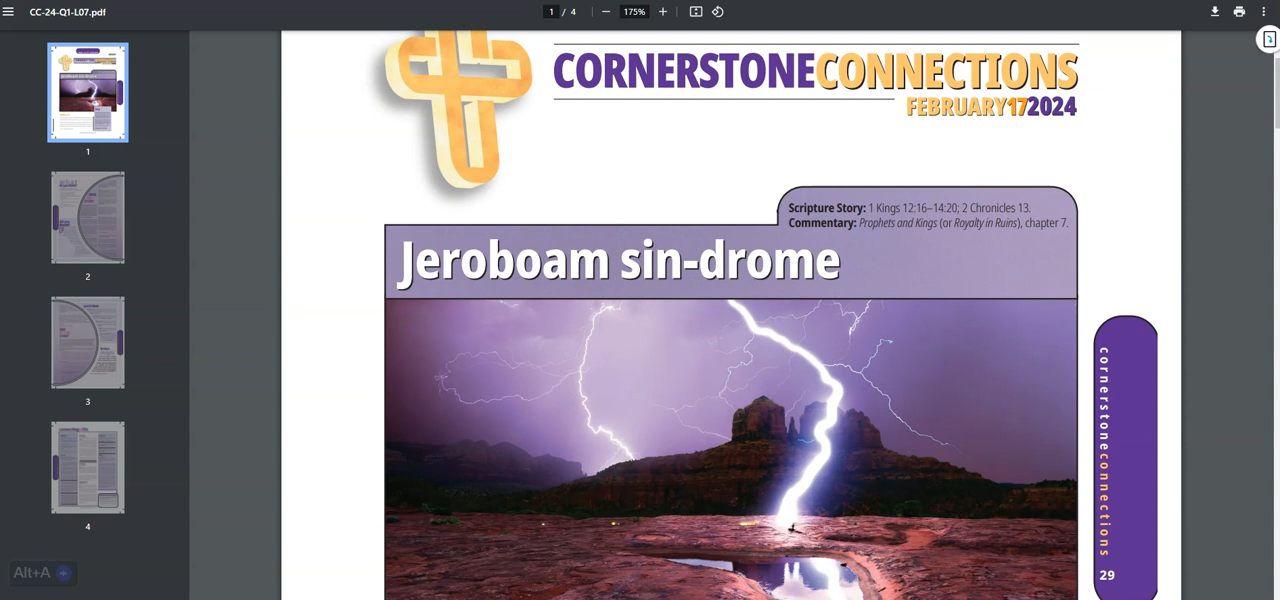 CC-24-Q1-L07.pdf
1 / 4
175%
CORNERSTONECONNECTIONS
FEBRUARY172024
Scripture Story: 1 Kings 12:16–14:20; 2 Chronicles 13.
Commentary: Prophets and Kings (or Royalty in Ruins), chapter 7.
Jeroboam sin-drome
cornerstoneconnections
29
1
2
3
4
Alt+A